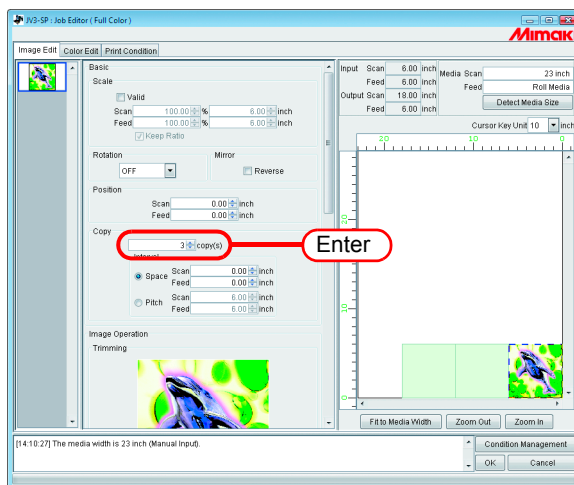 JV3-SP : Job Editor ( Full Color )
Mimaki
Image Edit Color Edit Print Condition
Basic
Scale
Valid
Scan 100.00 % 6.00 inch
Feed 100.00 % 6.00 inch
Keep Ratio
Rotation Mirror
OFF Reverse
Position
Scan 0.00 inch
Feed 0.00 inch
Copy
3 copy(s)
Enter
Interval
Space Scan 0.00 inch
Feed 0.00 inch
Pitch Scan 6.00 inch
Feed 6.00 inch
Image Operation
Trimming
Input Scan 6.00 inch
Feed 6.00 inch
Output Scan 18.00 inch
Feed 6.00 inch
Media Scan 23 inch
Feed Roll Media
Detect Media Size
Cursor Key Unit 10 inch
20 10 0
20
10
0
Fit to Media Width Zoom Out Zoom In
[14:10:27] The media width is 23 inch (Manual Input).
Condition Management
OK Cancel